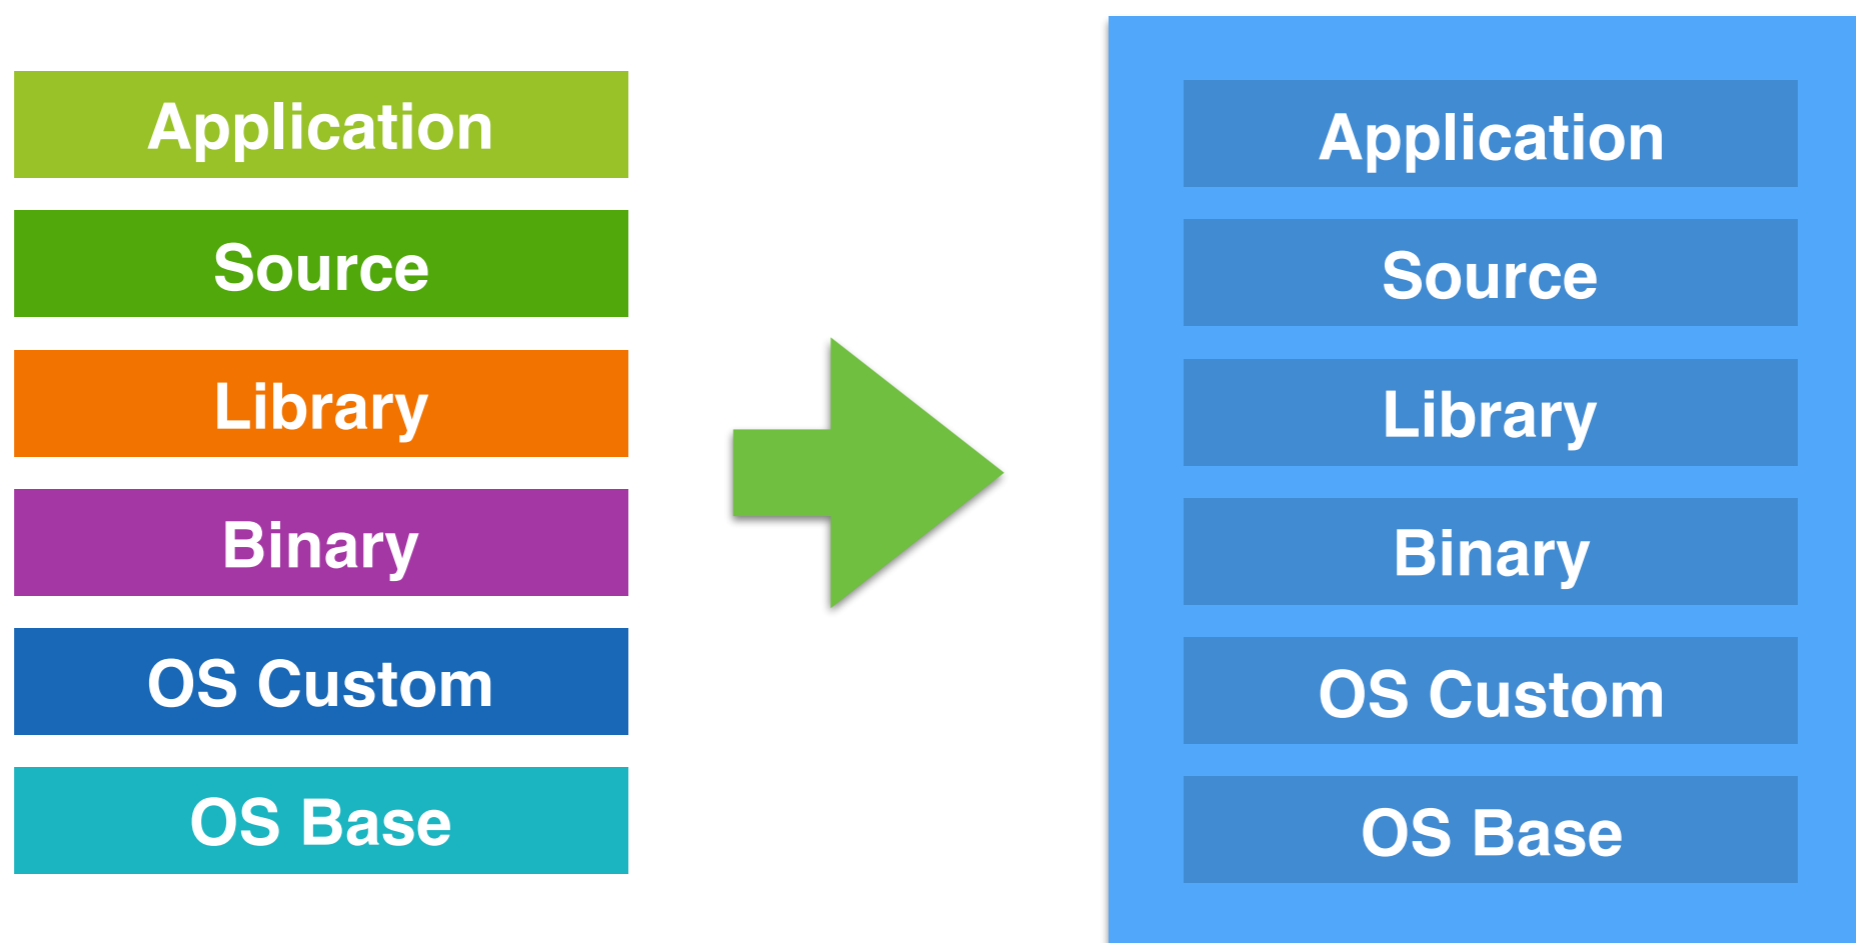 Application
Source
Library
Binary
OS Custom
OS Base
Application
Source
Library
Binary
OS Custom
OS Base